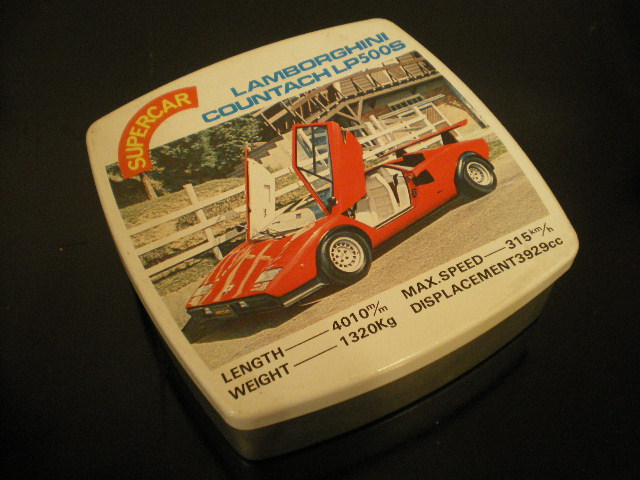 SUPERCAR
LAMBORGHINI
COUNTACH LP500S
LENGTH — 4010m/m
WEIGHT — 1320Kg
MAX.SPEED — 315km/h
DISPLACEMENT3929cc